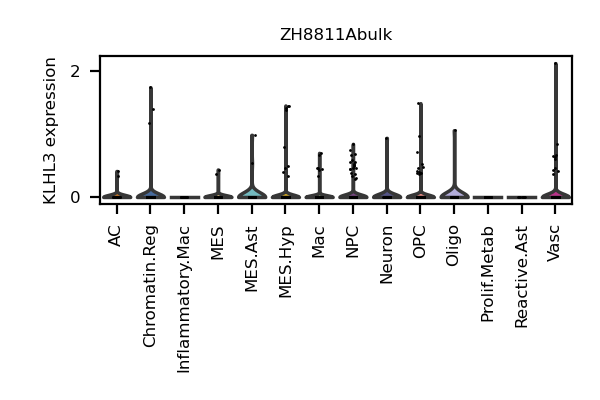 ZH8811Abulk
KLHL3 expression
2
0
AC
Chromatin.Reg
Inflammatory.Mac
MES
MES.Ast
MES.Hyp
Mac
NPC
Neuron
OPC
Oligo
Prolif.Metab
Reactive.Ast
Vasc